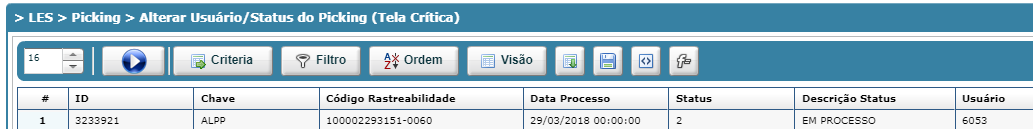 > LES > Picking > Alterar Usuário/Status do Picking (Tela Crítica)
16 Criteria Filtro AZ Ordem Visão
# ID Chave Código Rastreabilidade Data Processo Status Descrição Status Usuário
1 3233921 ALPP 100002293151-0060 29/03/2018 00:00:00 2 EM PROCESSO 6053